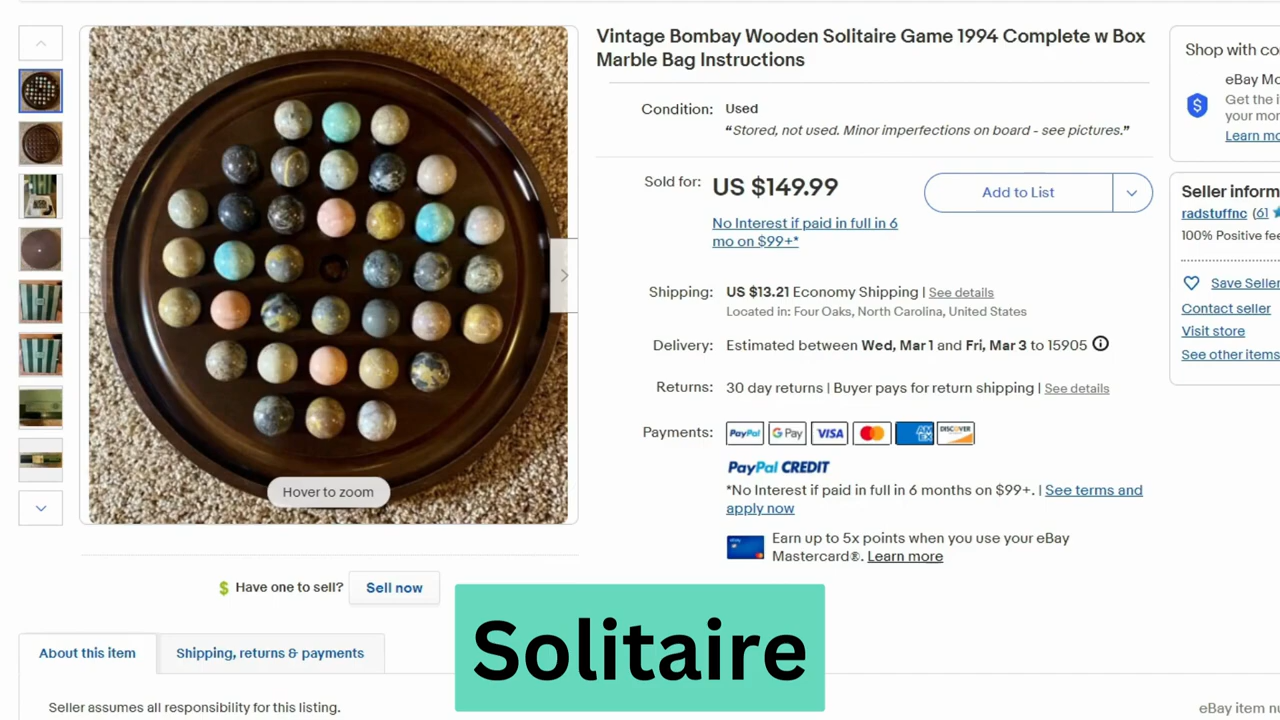 Vintage Bombay Wooden Solitaire Game 1994 Complete w Box
Marble Bag Instructions
Condition: Used
“Stored, not used. Minor imperfections on board - see pictures.”
Sold for: US $149.99
Add to List
No Interest if paid in full in 6
mo on $99+*
Shipping: US $13.21 Economy Shipping | See details
Located in: Four Oaks, North Carolina, United States
Delivery: Estimated between Wed, Mar 1 and Fri, Mar 3 to 15905
Returns: 30 day returns | Buyer pays for return shipping | See details
Payments: PayPal G Pay VISA AM EX DISCOVER
PayPal CREDIT
*No Interest if paid in full in 6 months on $99+. | See terms and
apply now
Earn up to 5x points when you use your eBay
Mastercard®. Learn more
Hover to zoom
$ Have one to sell? Sell now
Solitaire
About this item
Shipping, returns & payments
Seller assumes all responsibility for this listing.
eBay item nu
Shop with co
$
eBay Mo
Get the i
your mor
Learn mo
Seller inform
radstuffnc (61
100% Positive fee
Save Seller
Contact seller
Visit store
See other items